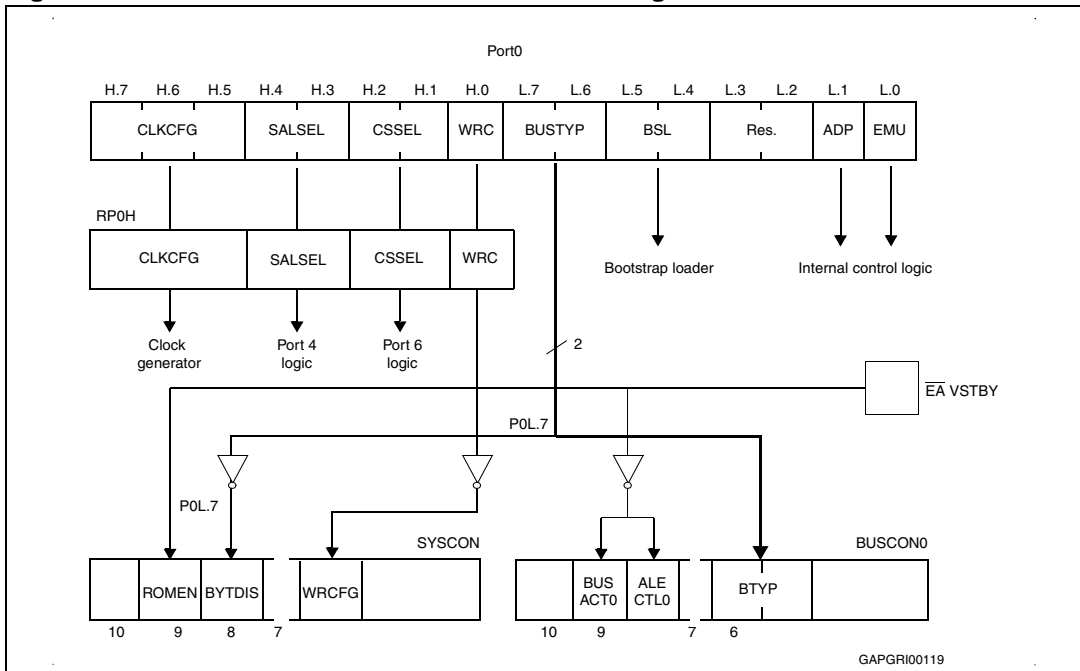 Port0
H.7 H.6 H.5 H.4 H.3 H.2 H.1 H.0 L.7 L.6 L.5 L.4 L.3 L.2 L.1 L.0
CLKCFG SALSEL CSSEL WRC BUSTYP BSL Res. ADP EMU
RP0H
CLKCFG SALSEL CSSEL WRC
Bootstrap loader Internal control logic
Clock generator
Port 4 logic
Port 6 logic
2
EA VSTBY
P0L.7
P0L.7
SYSCON BUSCON0
ROMEN BYTDIS WRCFG BUS ACT0 ALE CTL0 BTYP
10 9 8 7 10 9 7 6
GAPGRI00119